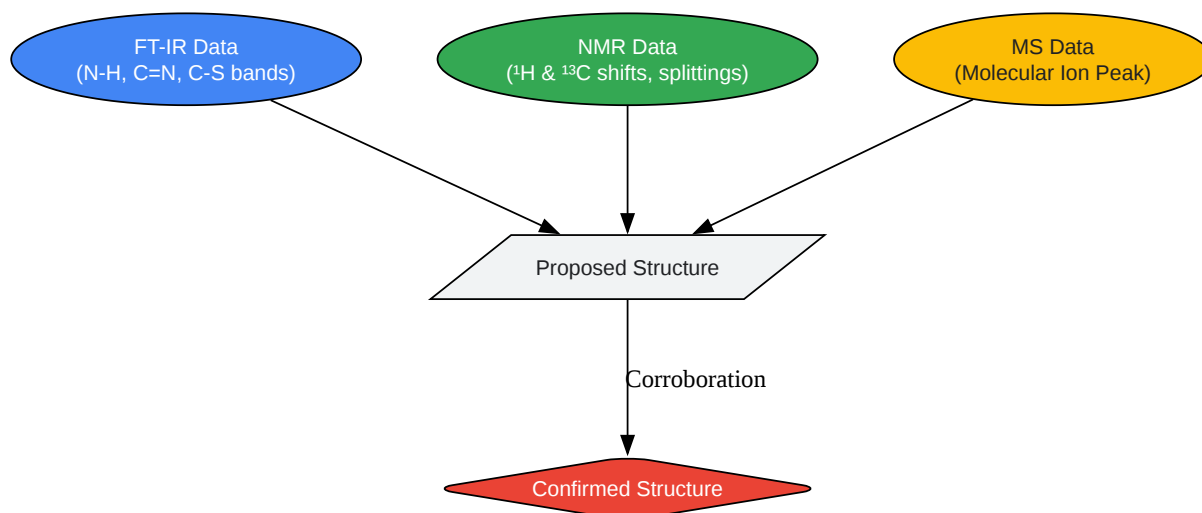 FT-IR Data
(N-H, C=N, C-S bands)
NMR Data
(¹H & ¹³C shifts, splittings)
MS Data
(Molecular Ion Peak)
Proposed Structure
Corroboration
Confirmed Structure